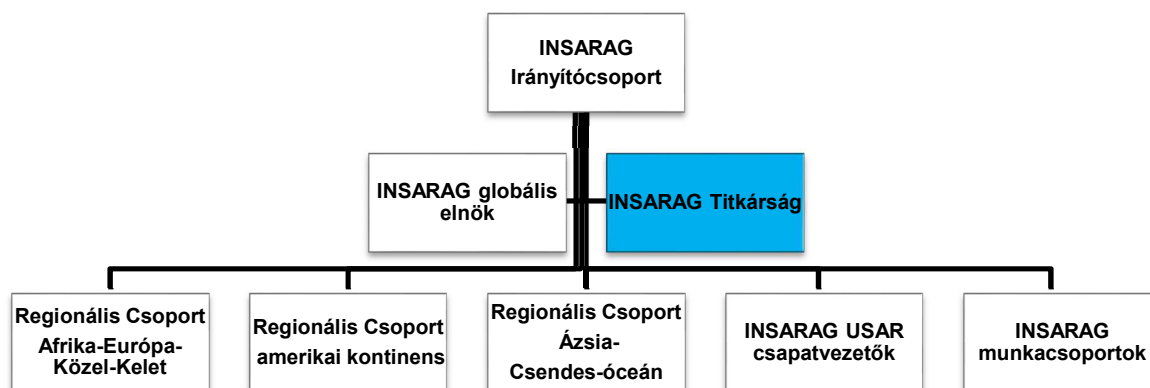 INSARAG
Irányítócsoport
INSARAG globális
elnök
INSARAG Titkárság
Regionális Csoport
Afrika-Európa-
Közel-Kelet
Regionális Csoport
amerikai kontinens
Regionális Csoport
Ázsia-
Csendes-óceán
INSARAG USAR
csapatvezetők
INSARAG
munkacsoportok